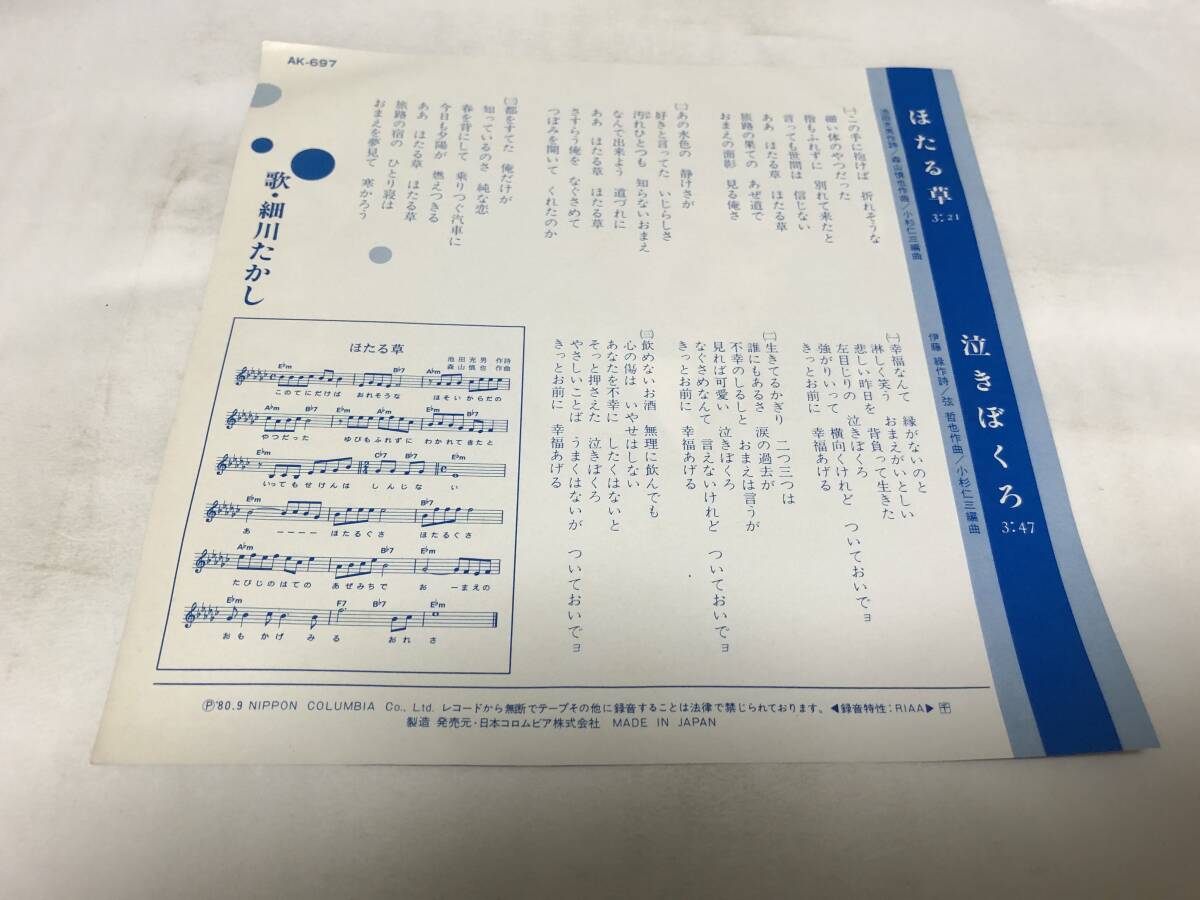 AK-697
ほたる草 3:21
池田充男作詩/森山慎也作曲/小杉仁三編曲
㈠この手に抱けば 折れそうな
細い体のやつだった
指もふれずに 別れて来たと
言っても世間は 信じない
ああ ほたる草 ほたる草
旅路の果ての あぜ道で
おまえの面影 見る俺さ
㈡あの水色の 静けさが
好きと言ってた いじらしさ
汚れひとつも 知らないおまえ
なんで出来よう 道づれに
ああ ほたる草 ほたる草
さすらう俺を なぐさめて
つぼみを開いて くれたのか
㈢都をすてた 俺だけが
知っているのさ 純な恋
春を背にして 乗りつぐ汽車に
今日も夕陽が 燃えつきる
ああ ほたる草 ほたる草
旅路の宿の ひとり寝は
おまえを夢見て 寒かろう
歌・細川たかし
泣きぼくろ 3:47
伊藤 緑作詩/弦 哲也作曲/小杉仁三編曲
㈠幸福なんて 縁がないのと
淋しく笑う おまえがいとしい
悲しい昨日を 背負って生きた
左目じりの 泣きぼくろ
強がりいって 横向くけれど ついておいでョ
きっとお前に 幸福あげる
㈡生きてるかぎり 二つ三つは
誰にもあるさ 涙の過去が
不幸のしるしと おまえは言うが
見れば可愛い 泣きぼくろ
なぐさめなんて 言えないけれど ついておいでョ
きっとお前に 幸福あげる
㈢飲めないお酒 無理に飲んでも
心の傷は いやせはしない
あなたを不幸に したくはないと
そっと押さえた 泣きぼくろ
やさしいことば うまくはないが ついておいでョ
きっとお前に 幸福あげる
ほたる草
池田充男 作詩
森山慎也 作曲
E♭m B♭7 A♭m
このてにだけば おれそうな ほそいからだの
B♭7 E♭m A♭m E♭m
やつだった ゆびもふれずに わかれてきたと
E♭m
いってもせけんは しんじな い
あ ーーーー ほたるぐさ ほたるぐさ
A♭m B♭7 E♭m
たびじのはての あぜみちで お ーまえの
E♭m F7 B♭7 E♭m
おも かげ み る おれ さ
Ⓟ'80.9 NIPPON COLUMBIA Co., Ltd. レコードから無断でテープその他に録音することは法律で禁じられております。◀録音特性:RIAA▶
製造 発売元・日本コロムビア株式会社 MADE IN JAPAN